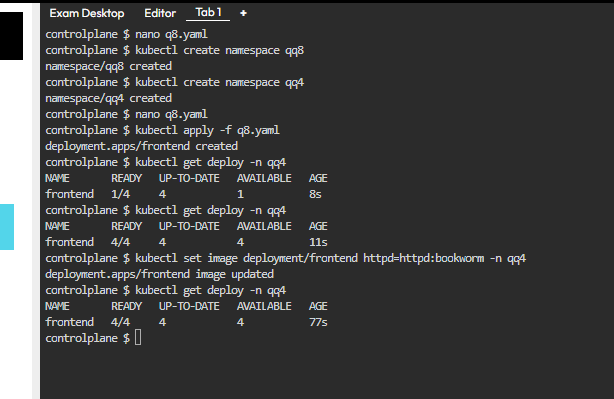 Exam Desktop Editor Tab 1 +
controlplane $ nano q8.yaml
controlplane $ kubectl create namespace qq8
namespace/qq8 created
controlplane $ kubectl create namespace qq4
namespace/qq4 created
controlplane $ nano q8.yaml
controlplane $ kubectl apply -f q8.yaml
deployment.apps/frontend created
controlplane $ kubectl get deploy -n qq4
NAME READY UP-TO-DATE AVAILABLE AGE
frontend 1/4 4 1 8s
controlplane $ kubectl get deploy -n qq4
NAME READY UP-TO-DATE AVAILABLE AGE
frontend 4/4 4 4 11s
controlplane $ kubectl set image deployment/frontend httpd=httpd:bookworm -n qq4
deployment.apps/frontend image updated
controlplane $ kubectl get deploy -n qq4
NAME READY UP-TO-DATE AVAILABLE AGE
frontend 4/4 4 4 77s
controlplane $